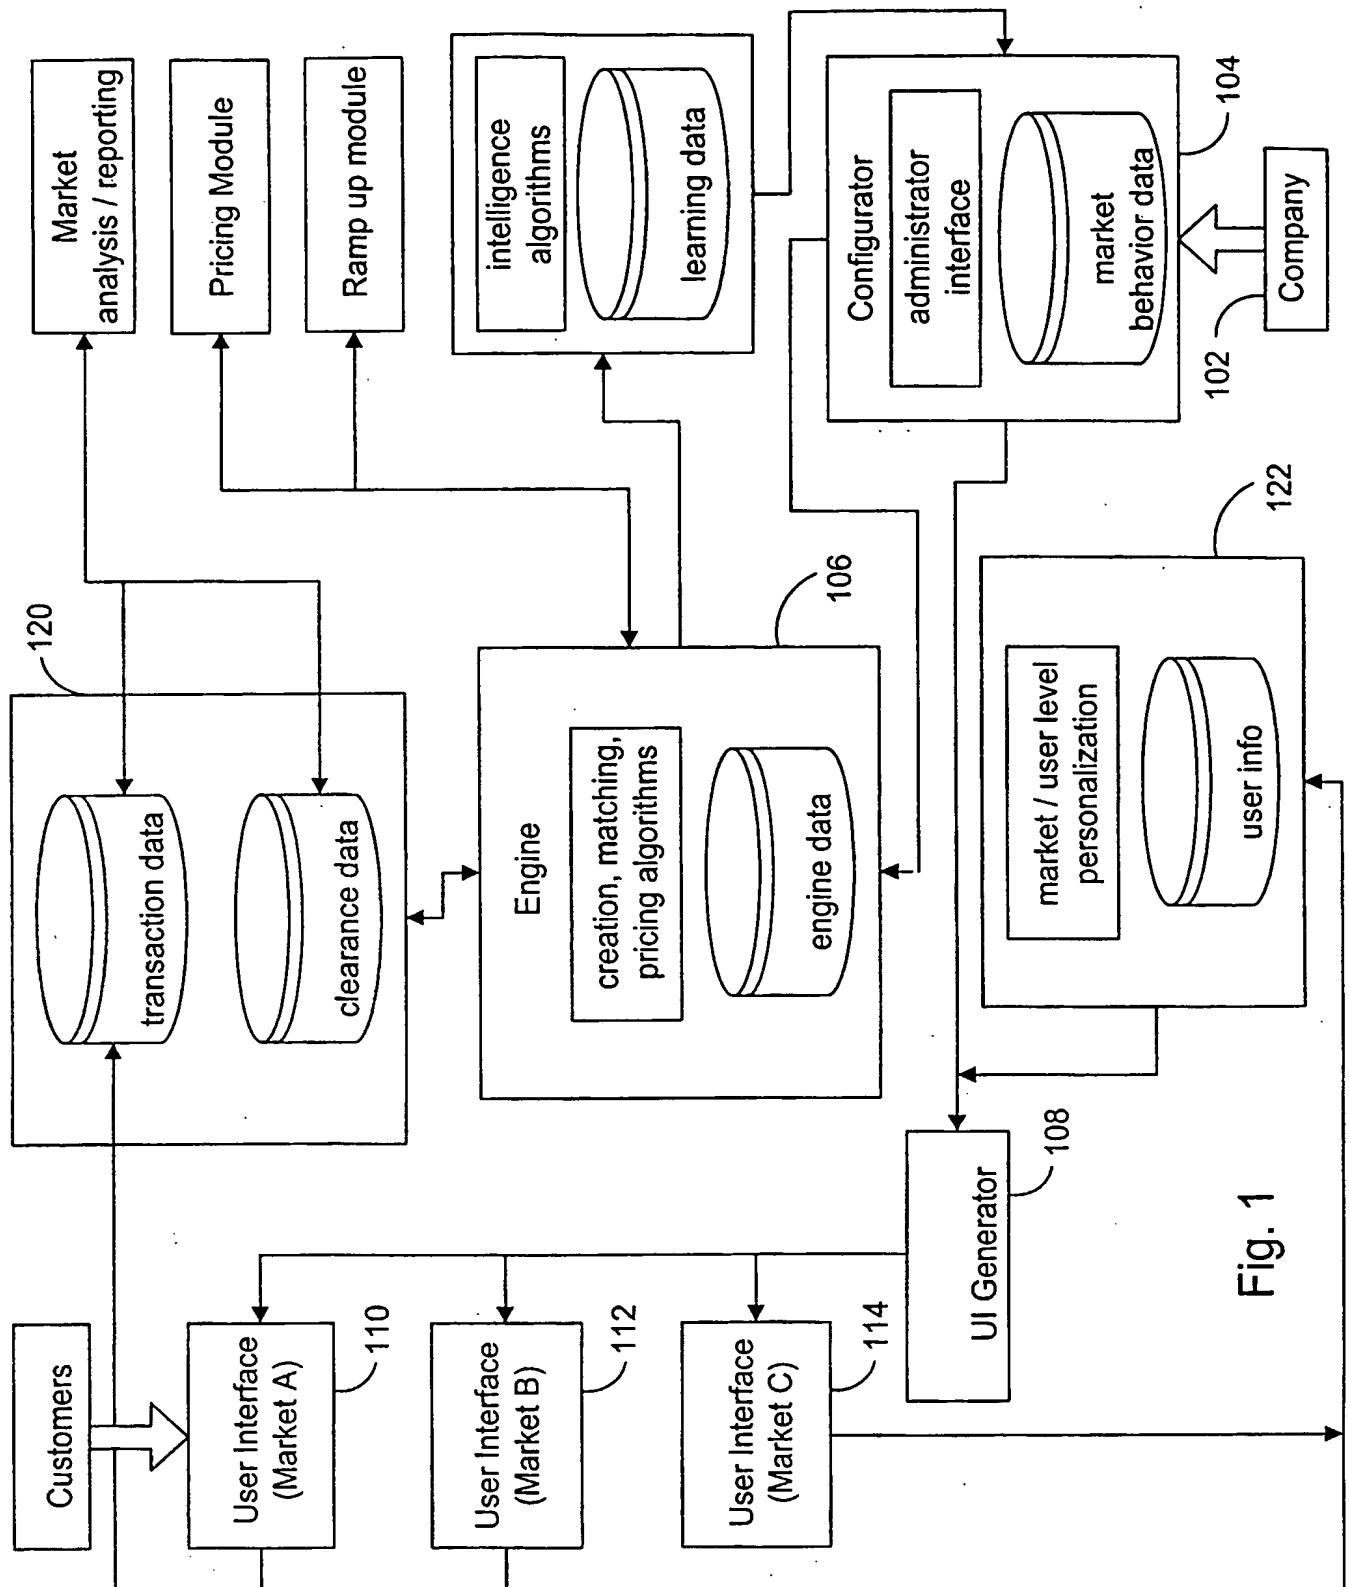 Customers
User Interface
(Market A)
110
User Interface
(Market B)
112
User Interface
(Market C)
114
UI Generator
108
120
transaction data
clearance data
Engine
creation, matching,
pricing algorithms
engine data
106
market / user level
personalization
user info
122
Market
analysis / reporting
Pricing Module
Ramp up module
intelligence
algorithms
learning data
Configurator
administrator
interface
market
behavior data
104
102
Company
Fig. 1